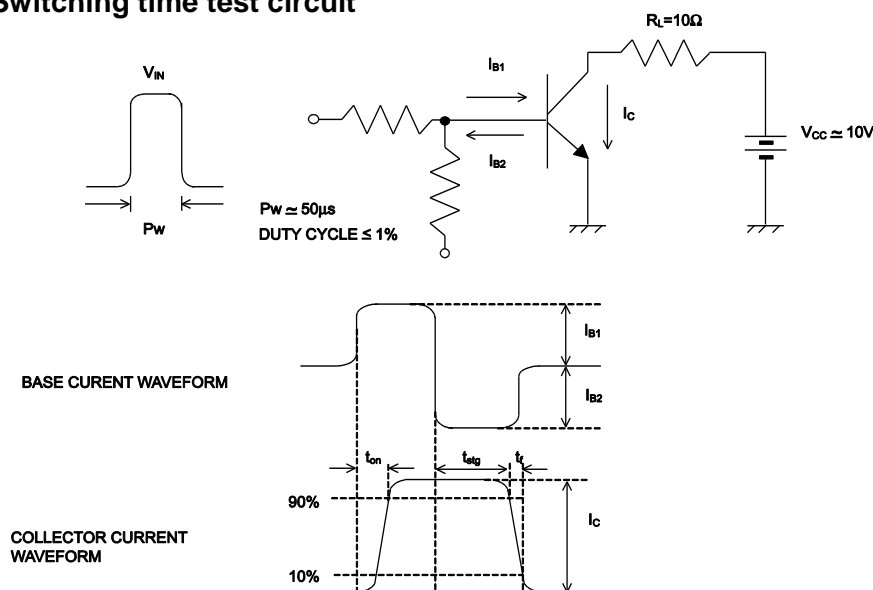 Switching time test circuit
RL=10Ω
VIN
IB1
IC
VCC ≃ 10V
IB2
Pw
Pw ≃ 50μs
DUTY CYCLE ≤ 1%
IB1
BASE CURENT WAVEFORM
IB2
ton
tstg
tf
90%
IC
COLLECTOR CURRENT
WAVEFORM
10%